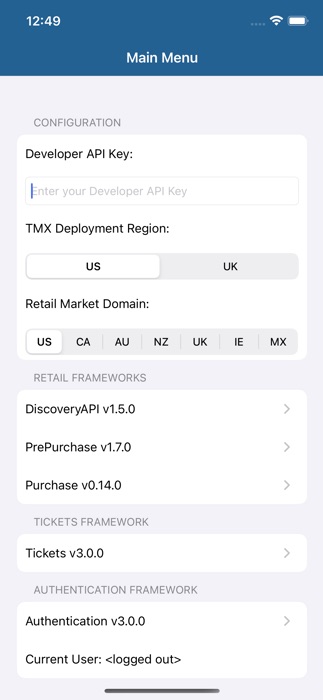 12:49
Main Menu
CONFIGURATION
Developer API Key:
Enter your Developer API Key
TMX Deployment Region:
US UK
Retail Market Domain:
US CA AU NZ UK IE MX
RETAIL FRAMEWORKS
DiscoveryAPI v1.5.0
PrePurchase v1.7.0
Purchase v0.14.0
TICKETS FRAMEWORK
Tickets v3.0.0
AUTHENTICATION FRAMEWORK
Authentication v3.0.0
Current User: <logged out>